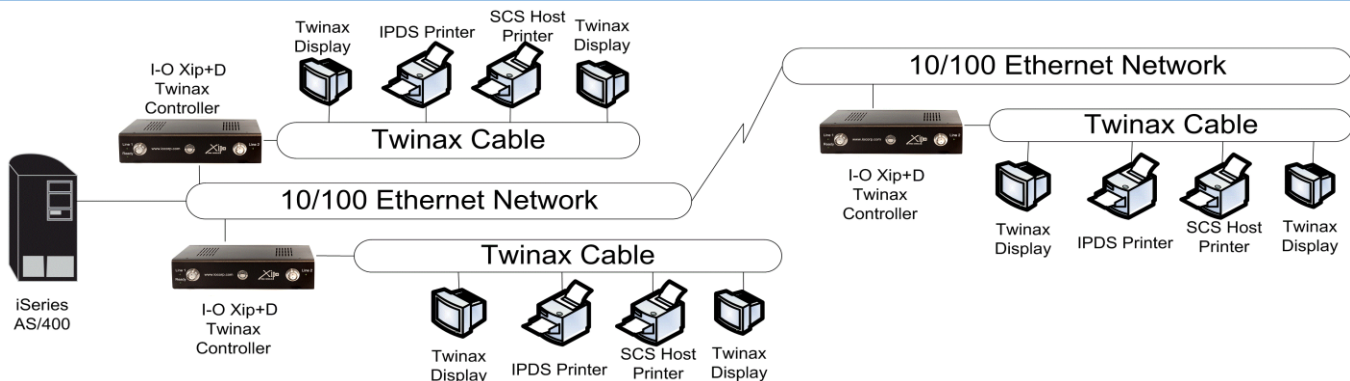 Twinax
Display
IPDS Printer
SCS Host
Printer
Twinax
Display
I-O Xip+D
Twinax
Controller
Twinax Cable
10/100 Ethernet Network
Twinax Cable
I-O Xip+D
Twinax
Controller
Twinax
Display
IPDS Printer
SCS Host
Printer
Twinax
Display
10/100 Ethernet Network
iSeries
AS/400
I-O Xip+D
Twinax
Controller
Twinax Cable
Twinax
Display
IPDS Printer
SCS Host
Printer
Twinax
Display